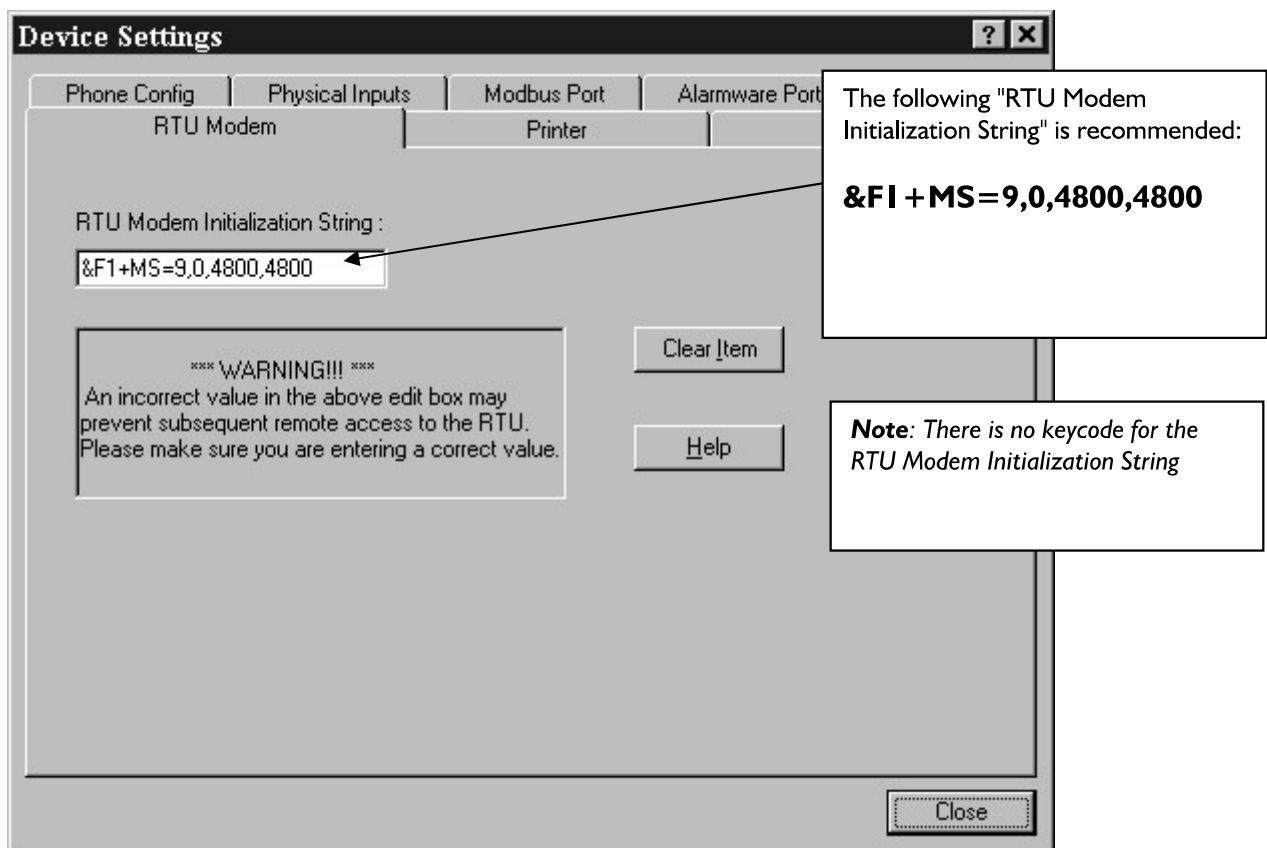 Device Settings
? X
Phone Config Physical Inputs Modbus Port Alarmware Port
RTU Modem Printer
RTU Modem Initialization String :
&F1+MS=9,0,4800,4800
*** WARNING!!! ***
An incorrect value in the above edit box may
prevent subsequent remote access to the RTU.
Please make sure you are entering a correct value.
Clear Item
Help
Close
The following "RTU Modem
Initialization String" is recommended:
&F1+MS=9,0,4800,4800
Note: There is no keycode for the
RTU Modem Initialization String